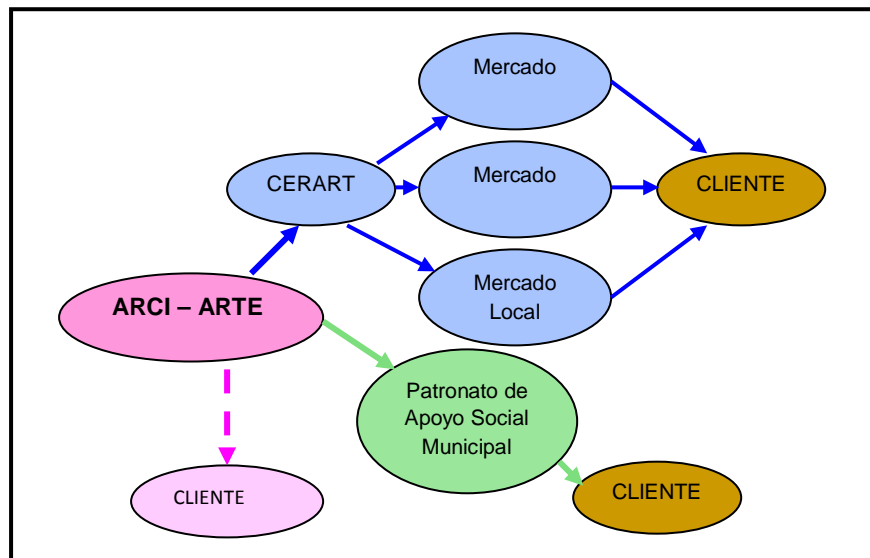 Mercado
CERART
Mercado
CLIENTE
Mercado
Local
ARCI – ARTE
Patronato de
Apoyo Social
Municipal
CLIENTE
CLIENTE